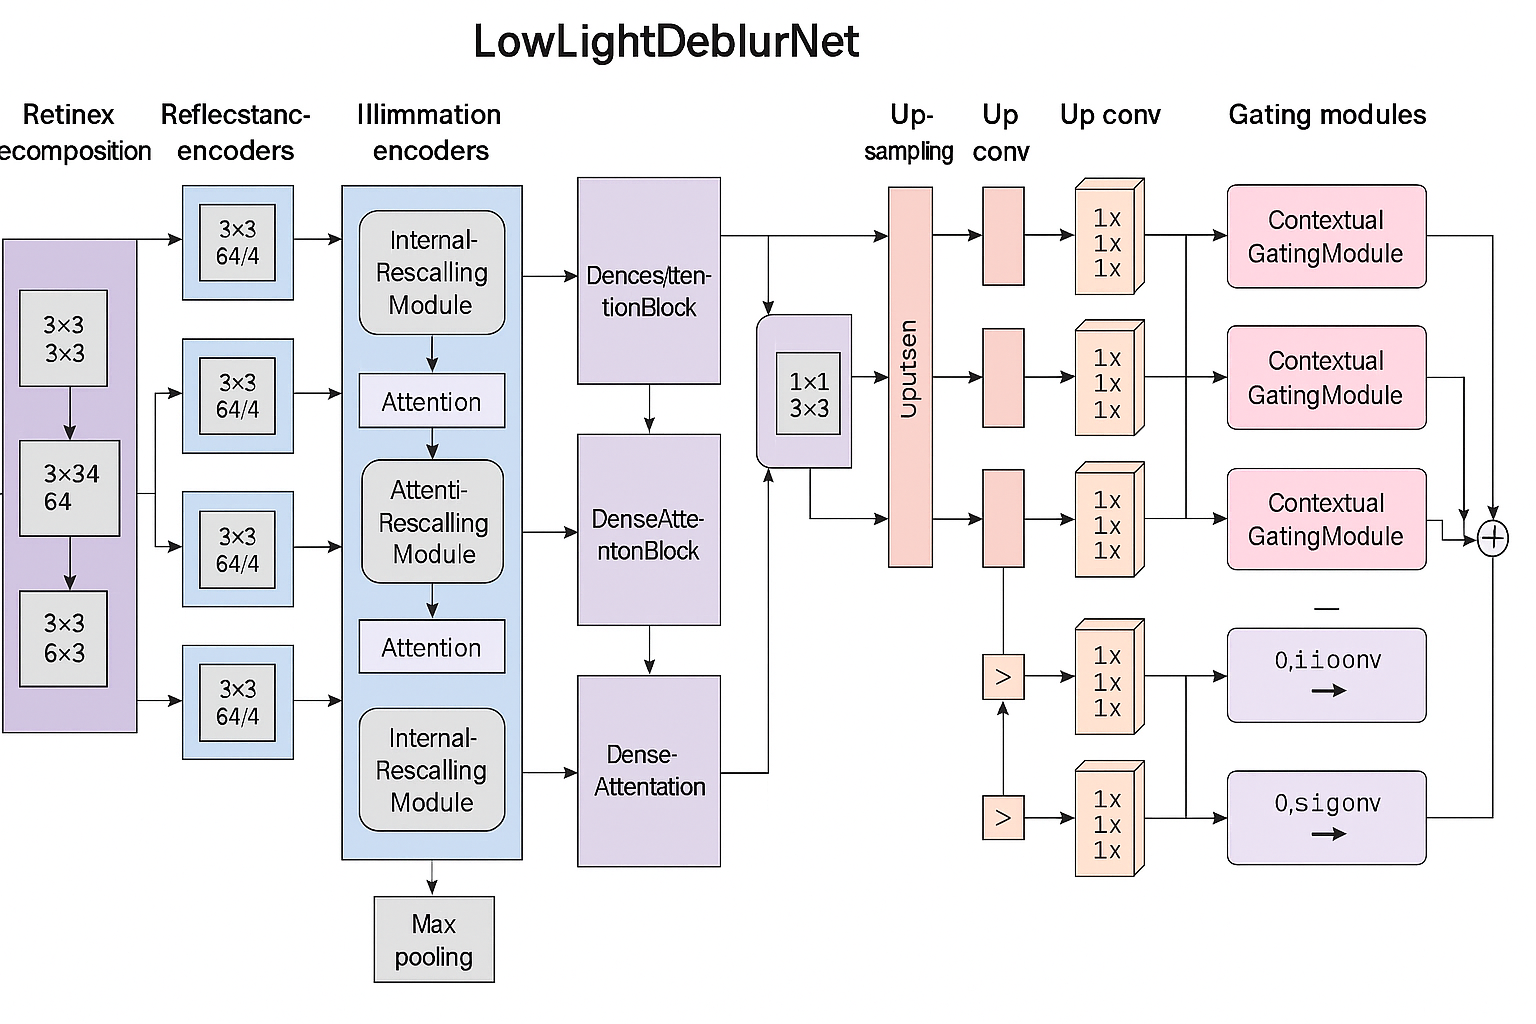 LowLightDeblurNet
Retinex
ecomposition
Reflecstanc-
encoders
Illimmation
encoders
Up-
sampling
Up
conv
Up conv
Gating modules
3×3
3×3
3×34
64
3×3
6×3
3×3
64/4
3×3
64/4
3×3
64/4
3×3
64/4
Internal-
Rescalling
Module
Attention
Attenti-
Rescalling
Module
Attention
Internal-
Rescalling
Module
Max
pooling
Dences/tten-
tionBlock
DenseAtte-
ntonBlock
Dense-
Attentation
1×1
3×3
Uputsen
1x
1x
1x
1x
1x
1x
1x
1x
1x
>
1x
1x
1x
>
1x
1x
1x
Contextual
GatingModule
Contextual
GatingModule
Contextual
GatingModule
0,iioonv
0,sigonv